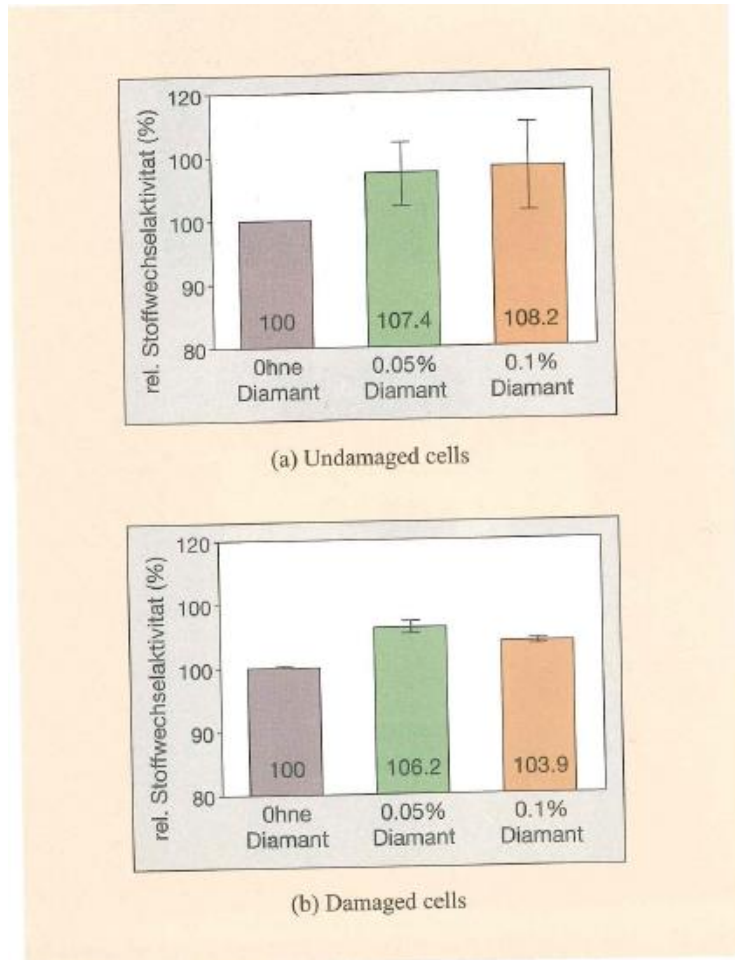 rel. Stoffwechselaktivitat (%)
120
100
100
90
80
100
107.4
108.2
0hne
Diamant
0.05%
Diamant
0.1%
Diamant
(a) Undamaged cells
rel. Stoffwechselaktivitat (%)
120
100
100
90
80
100
106.2
103.9
0hne
Diamant
0.05%
Diamant
0.1%
Diamant
(b) Damaged cells